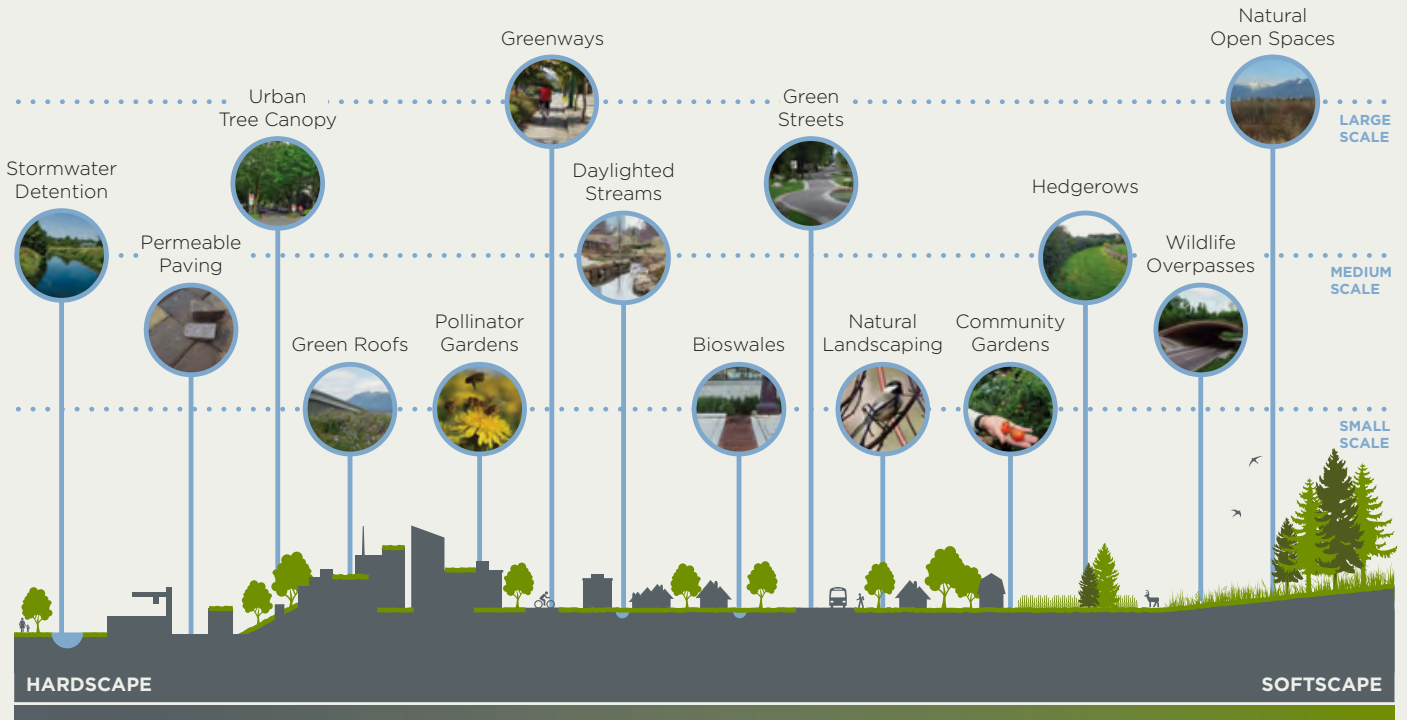 Natural
Open Spaces
Greenways
Urban
Tree Canopy
Green
Streets
LARGE
SCALE
Stormwater
Detention
Daylighted
Streams
Hedgerows
Permeable
Paving
Wildlife
Overpasses
MEDIUM
SCALE
Green Roofs
Pollinator
Gardens
Bioswales
Natural
Landscaping
Community
Gardens
SMALL
SCALE
HARDSCAPE
SOFTSCAPE